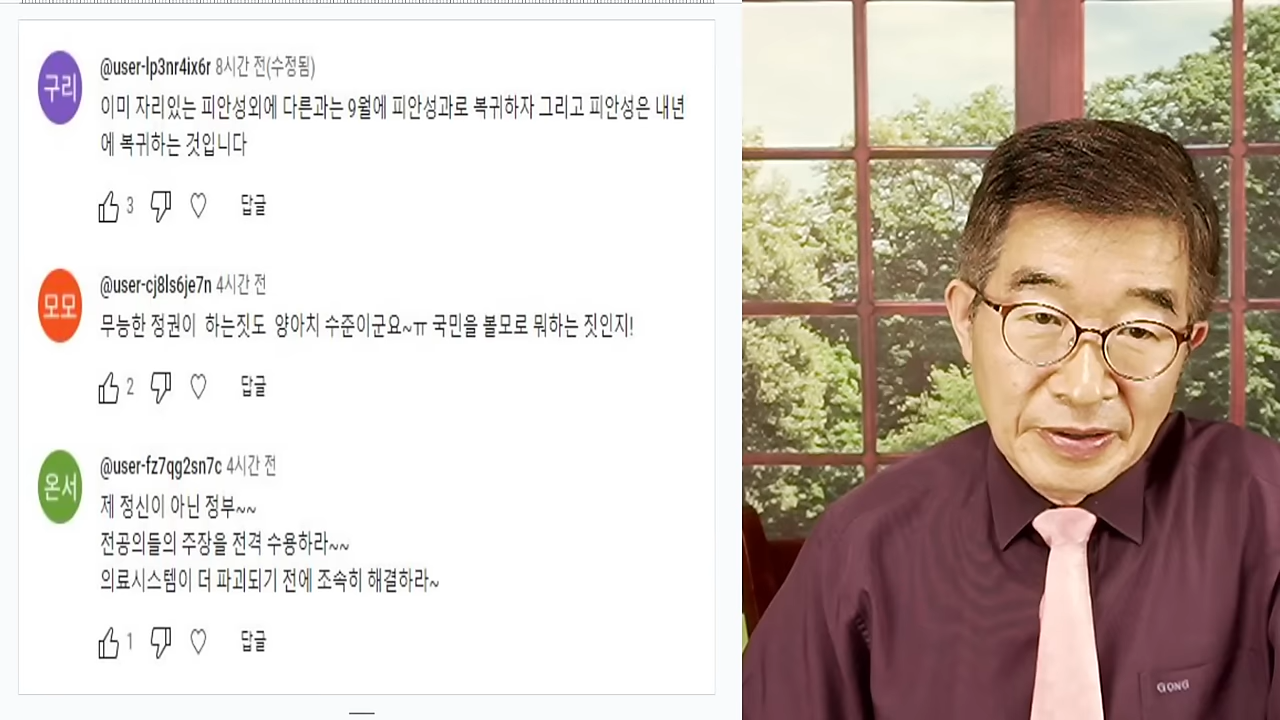 구리
@user-lp3nr4ix6r 8시간 전(수정됨)
이미 자리있는 피안성외에 다른과는 9월에 피안성과로 복귀하자 그리고 피안성은 내년
에 복귀하는 것입니다
3 답글
모모
@user-cj8ls6je7n 4시간 전
무능한 정권이 하는짓도 양아치 수준이군요~ㅠ 국민을 볼모로 뭐하는 짓인지!
2 답글
온서
@user-fz7qg2sn7c 4시간 전
제 정신이 아닌 정부~~
전공의들의 주장을 전격 수용하라~~
의료시스템이 더 파괴되기 전에 조속히 해결하라~
1 답글
GONG